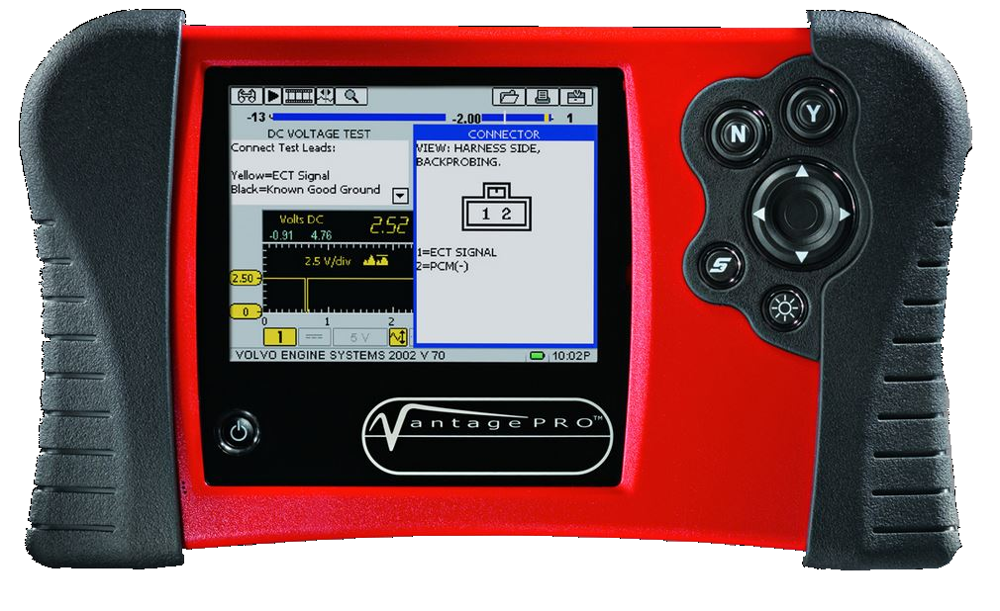 -13 -2.00 1
DC VOLTAGE TEST
Connect Test Leads:
Yellow=ECT Signal
Black=Known Good Ground
Volts DC 2.52
-0.91 4.76
2.5 V/div
2.50
0
0 1 2
1 5 V
CONNECTOR
VIEW: HARNESS SIDE,
BACKPROBING.
1 2
1=ECT SIGNAL
2=PCM(-)
VOLVO ENGINE SYSTEMS 2002 V 70 10:02P
VantagePRO™
N
Y
S